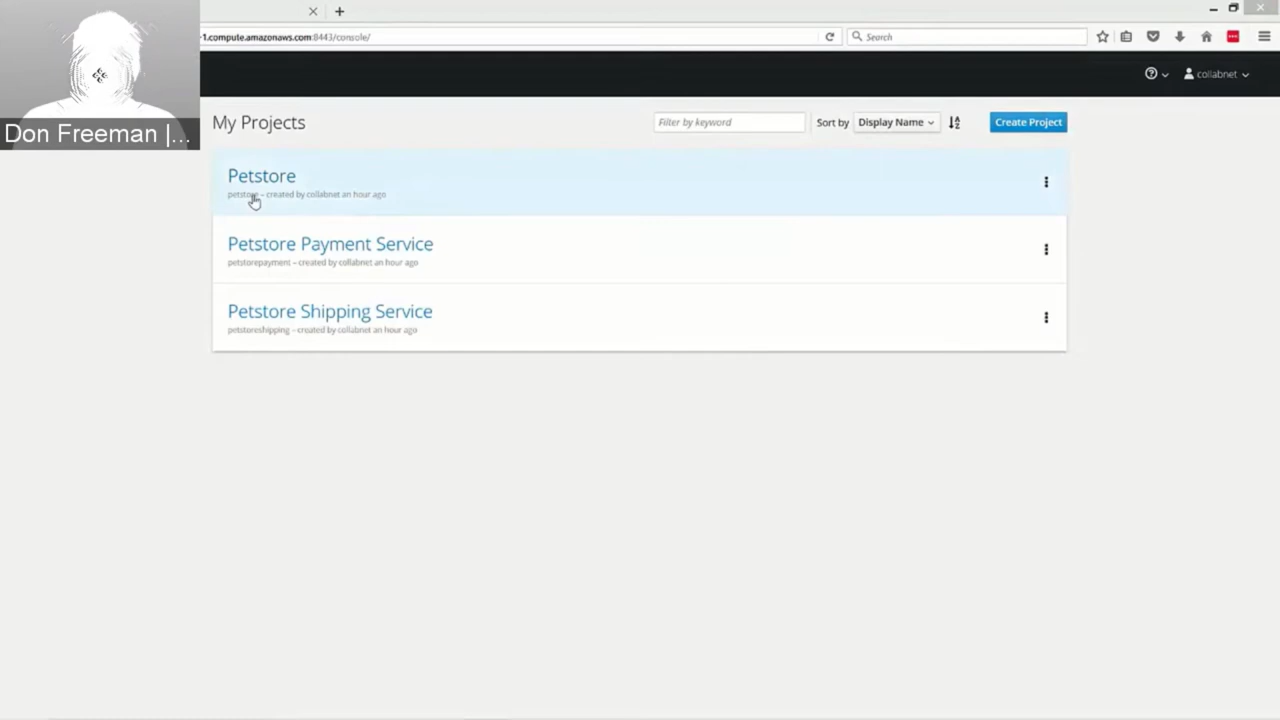 1.compute.amazonaws.com:8443/console/
Search
collabnet
Don Freeman |...
My Projects
Filter by keyword
Sort by
Display Name
Create Project
Petstore
petstore – created by collabnet an hour ago
Petstore Payment Service
petstorepayment – created by collabnet an hour ago
Petstore Shipping Service
petstoreshipping – created by collabnet an hour ago